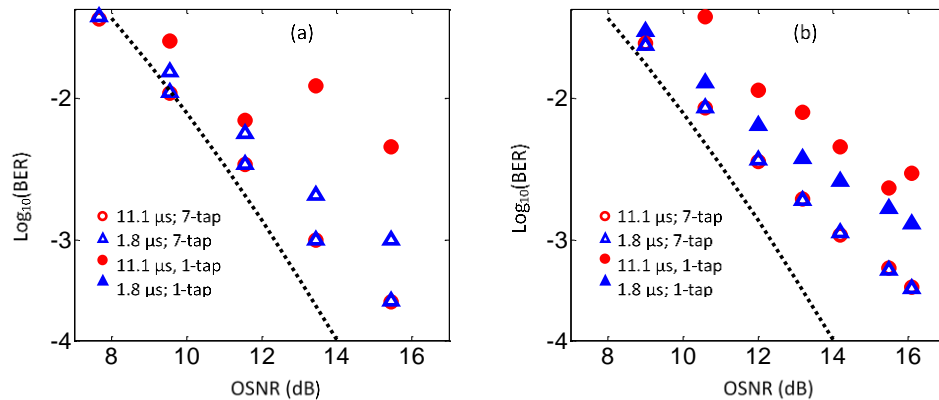 (a)
Log10(BER)
-2
-3
-4
11.1 μs; 7-tap
1.8 μs; 7-tap
11.1 μs, 1-tap
1.8 μs; 1-tap
8 10 12 14 16
OSNR (dB)
(b)
Log10(BER)
-2
-3
-4
11.1 μs; 7-tap
1.8 μs; 7-tap
11.1 μs, 1-tap
1.8 μs; 1-tap
8 10 12 14 16
OSNR (dB)